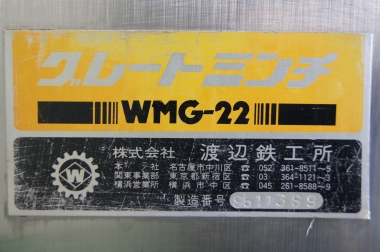 グレートミンチ
WMG-22
株式会社 渡辺鉄工所
本社 名古屋市中川区 ☎ 052 361-8511~5
関東事業部 東京都新宿区 ☎ 03 364-1121~3
横浜営業所 横浜市中区 ☎ 045 261-8588~9
W
製造番号